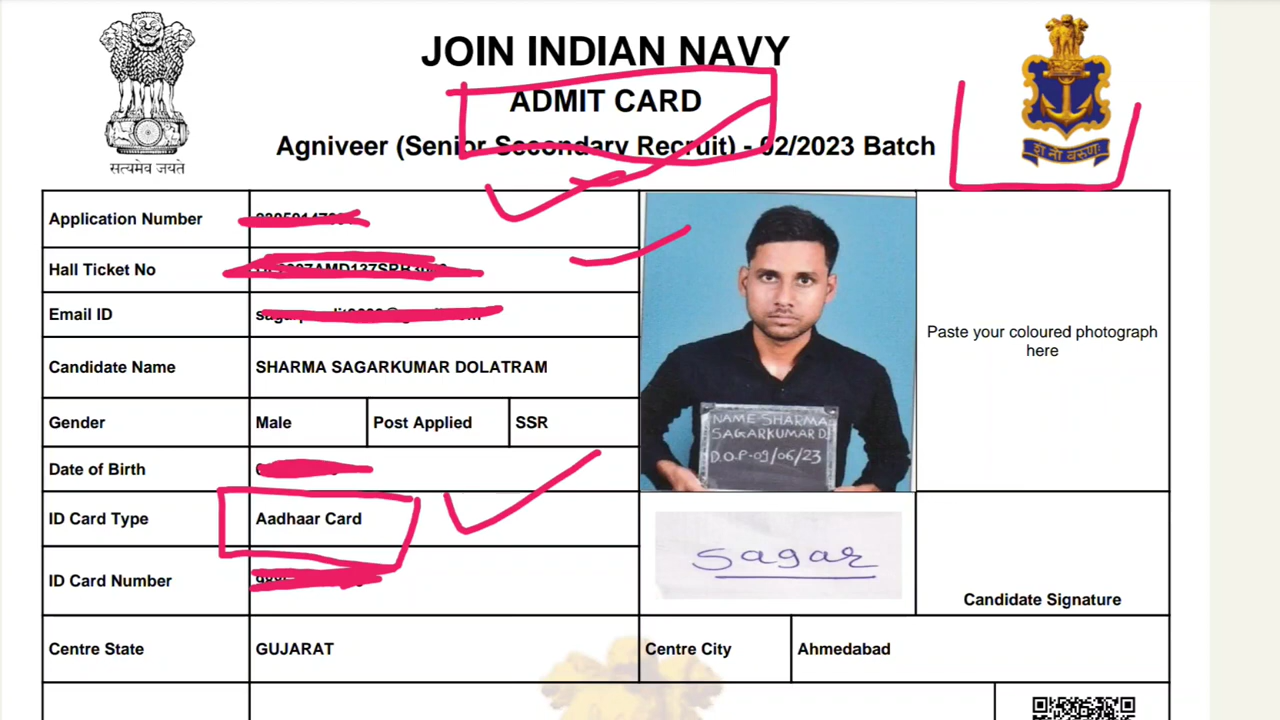 JOIN INDIAN NAVY
ADMIT CARD
Agniveer (Senior Secondary Recruit) - 02/2023 Batch
सत्यमेव जयते
शं नो वरुणः
Application Number
Hall Ticket No
Email ID
Candidate Name SHARMA SAGARKUMAR DOLATRAM
Gender Male Post Applied SSR
Date of Birth
ID Card Type Aadhaar Card
ID Card Number
NAME SHARMA
SAGARKUMAR D.
D.O.P-09/06/23
Paste your coloured photograph
here
Sagar
Candidate Signature
Centre State GUJARAT Centre City Ahmedabad